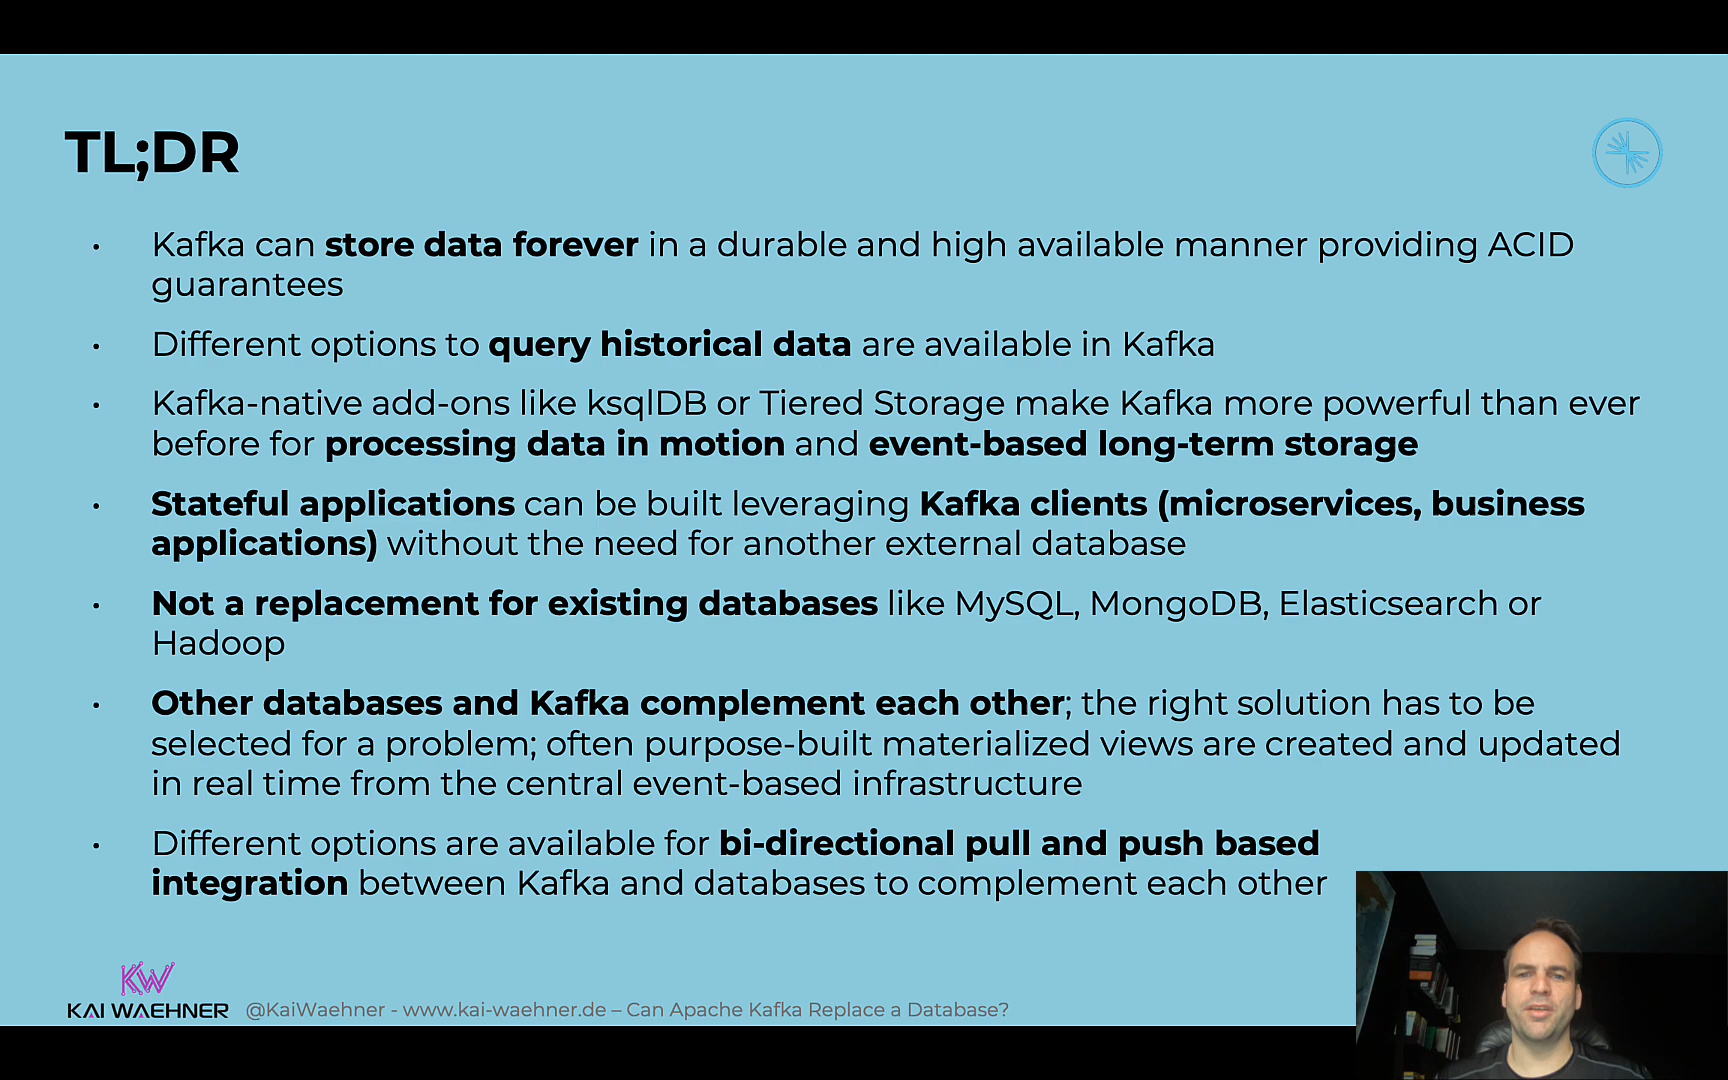 TL;DR
• Kafka can store data forever in a durable and high available manner providing ACID
guarantees
• Different options to query historical data are available in Kafka
• Kafka-native add-ons like ksqlDB or Tiered Storage make Kafka more powerful than ever
before for processing data in motion and event-based long-term storage
• Stateful applications can be built leveraging Kafka clients (microservices, business
applications) without the need for another external database
• Not a replacement for existing databases like MySQL, MongoDB, Elasticsearch or
Hadoop
• Other databases and Kafka complement each other; the right solution has to be
selected for a problem; often purpose-built materialized views are created and updated
in real time from the central event-based infrastructure
• Different options are available for bi-directional pull and push based
integration between Kafka and databases to complement each other
KW
KAI WAEHNER @KaiWaehner - www.kai-waehner.de – Can Apache Kafka Replace a Database?